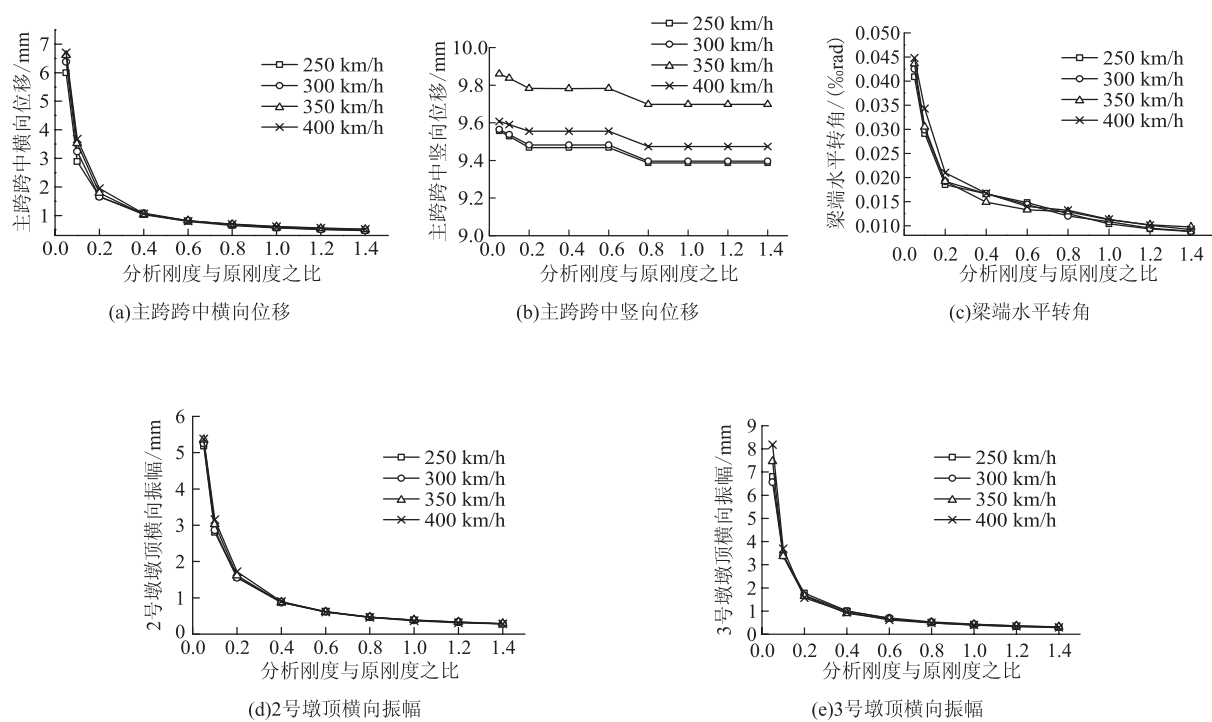 主跨跨中横向位移/mm
7
6
5
4
3
2
1
250 km/h
300 km/h
350 km/h
400 km/h
0.0 0.2 0.4 0.6 0.8 1.0 1.2 1.4
分析刚度与原刚度之比
(a)主跨跨中横向位移
主跨跨中竖向位移/mm
10.0
9.8
9.6
9.4
9.2
9.0
250 km/h
300 km/h
350 km/h
400 km/h
0.0 0.2 0.4 0.6 0.8 1.0 1.2 1.4
分析刚度与原刚度之比
(b)主跨跨中竖向位移
梁端水平转角/(‰rad)
0.050
0.045
0.040
0.035
0.030
0.025
0.020
0.015
0.010
250 km/h
300 km/h
350 km/h
400 km/h
0.0 0.2 0.4 0.6 0.8 1.0 1.2 1.4
分析刚度与原刚度之比
(c)梁端水平转角
2号墩墩顶横向振幅/mm
6
5
4
3
2
1
0
250 km/h
300 km/h
350 km/h
400 km/h
0.0 0.2 0.4 0.6 0.8 1.0 1.2 1.4
分析刚度与原刚度之比
(d)2号墩顶横向振幅
3号墩墩顶横向振幅/mm
9
8
7
6
5
4
3
2
1
0
250 km/h
300 km/h
350 km/h
400 km/h
0.0 0.2 0.4 0.6 0.8 1.0 1.2 1.4
分析刚度与原刚度之比
(e)3号墩顶横向振幅